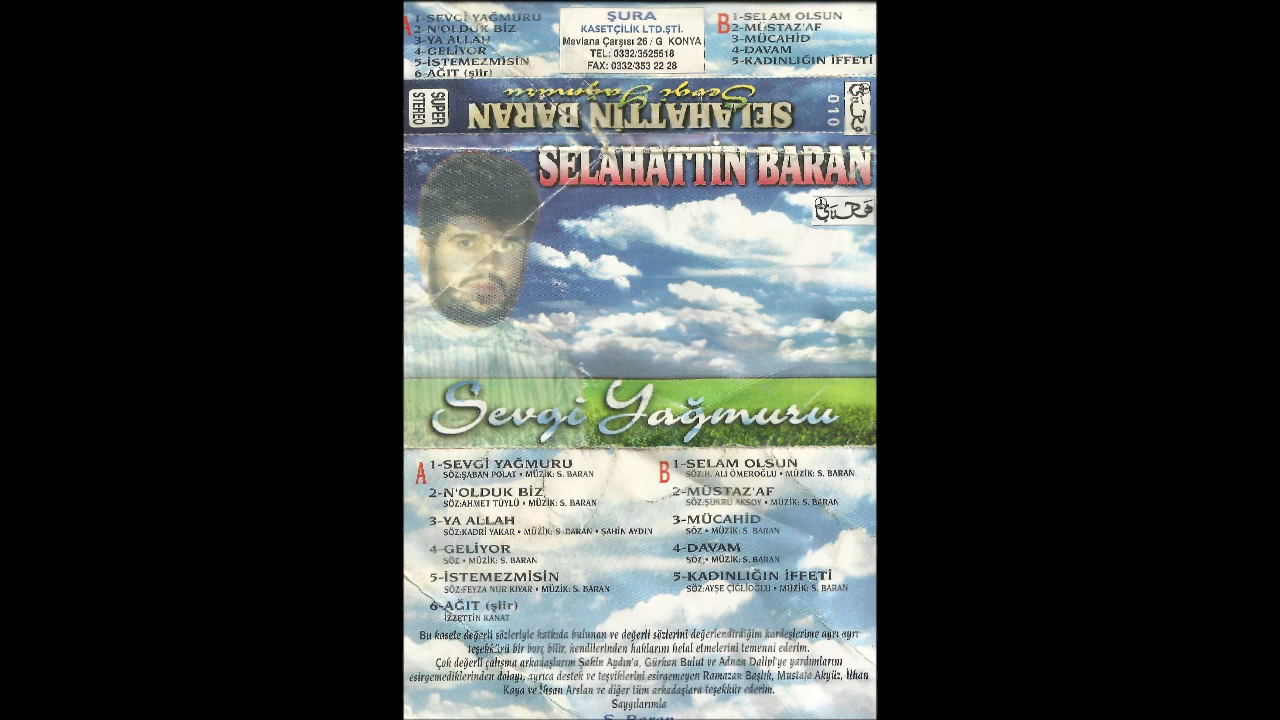 A
1-SEVGİ YAĞMURU
2-N'OLDUK BİZ
3-YA ALLAH
4-GELİYOR
5-İSTEMEZMİSİN
6-AĞIT (şiir)
ŞURA
KASETÇİLİK LTD.ŞTİ.
Mevlana Çarşısı 26 / G KONYA
TEL: 0332/3525518
FAX: 0332/353 22 28
B
1-SELAM OLSUN
2-MÜSTAZ'AF
3-MÜCAHİD
4-DAVAM
5-KADINLIĞIN İFFETİ
SUPER
STEREO
Sevgi Yağmuru
SELAHATTİN BARAN
010
ŞuRa
SELAHATTİN BARAN
ŞuRa
Sevgi Yağmuru
A
1-SEVGİ YAĞMURU
SÖZ:ŞABAN POLAT • MÜZİK: S. BARAN
2-N'OLDUK BİZ
SÖZ:AHMET TÜYLÜ • MÜZİK: S. BARAN
3-YA ALLAH
SÖZ:KADRİ YAKAR • MÜZİK: S .BARAN • ŞAHİN AYDIN
4-GELİYOR
SÖZ • MÜZİK: S. BARAN
5-İSTEMEZMİSİN
SÖZ:FEYZA NUR KIYAR • MÜZİK: S. BARAN
6-AĞIT (şiir)
İZZETTİN KANAT
B
1-SELAM OLSUN
SÖZ:H. ALİ ÖMEROĞLU • MÜZİK: S. BARAN
2-MÜSTAZ'AF
SÖZ:ŞÜKRÜ AKSOY • MÜZİK: S. BARAN
3-MÜCAHİD
SÖZ • MÜZİK: S. BARAN
4-DAVAM
SÖZ • MÜZİK: S. BARAN
5-KADINLIĞIN İFFETİ
SÖZ:AYŞE ÇİĞLİOĞLU • MÜZİK: S. BARAN
Bu kasete değerli sözleriyle katkıda bulunan ve değerli sözlerini değerlendirdiğim kardeşlerime ayrı ayrı
teşekkürü bir borç bilir, kendilerinden haklarını helal etmelerini temenni ederim.
Çok değerli çalışma arkadaşlarım Şahin Aydın'a, Gürkan Bulut ve Adnan Dalipi'ye yardımlarını
esirgemediklerinden dolayı, ayrıca destek ve teşviklerini esirgemeyen Ramazan Başlık, Mustafa Akyüz, İlhan
Kaya ve İhsan Arslan ve diğer tüm arkadaşlara teşekkür ederim.
Saygılarımla
S. Baran